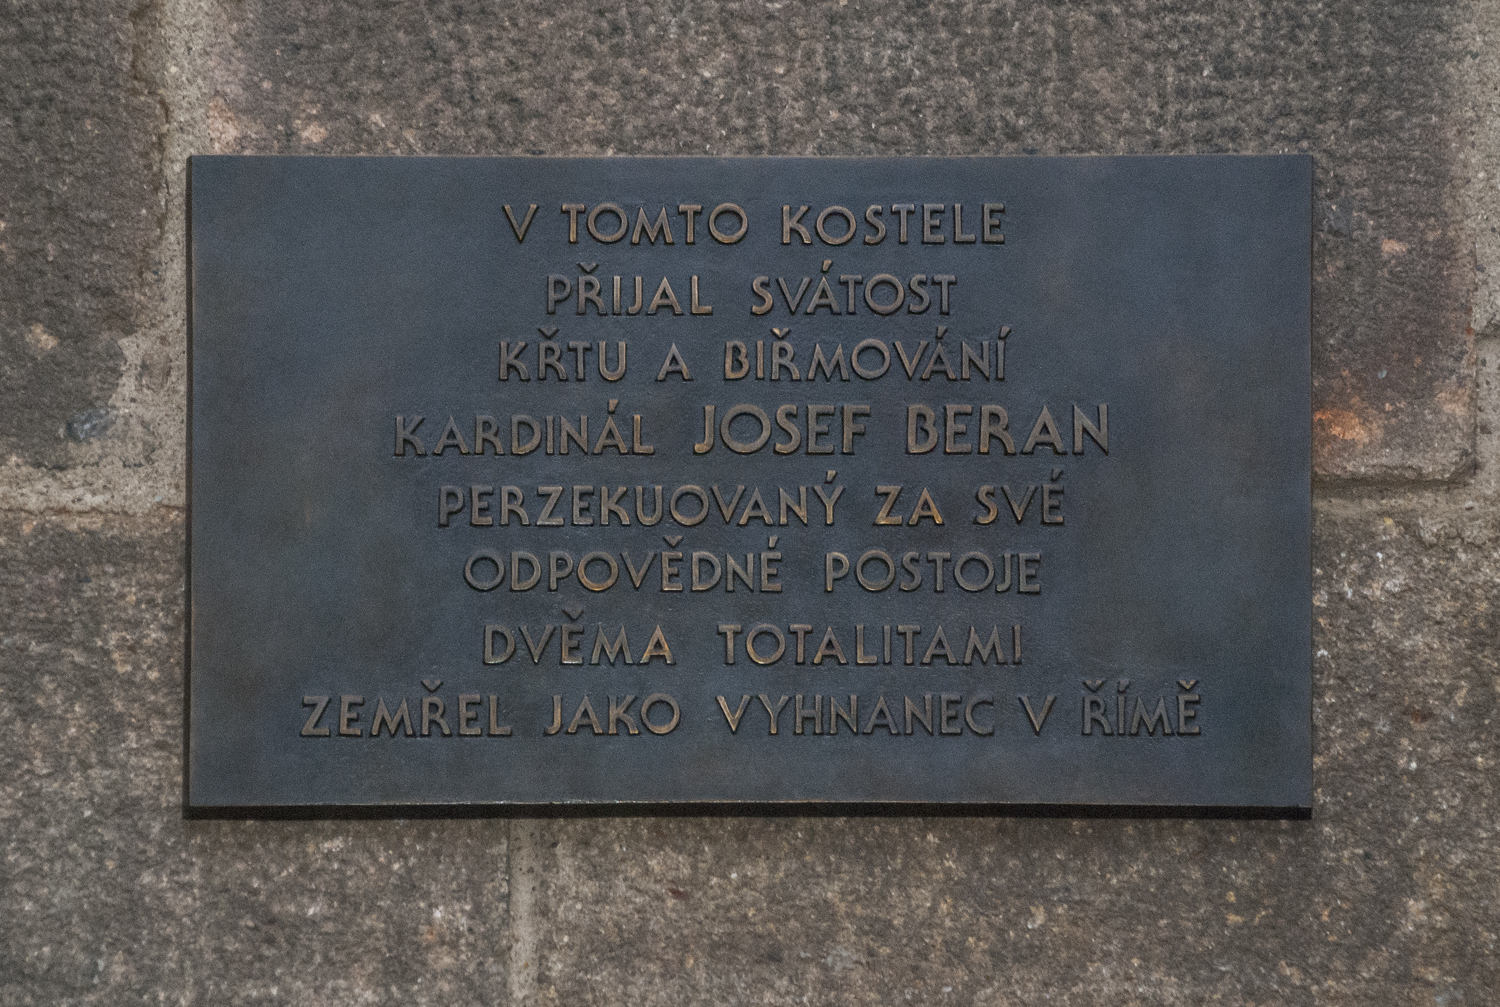 V TOMTO KOSTELE
PŘIJAL SVÁTOST
KŘTU A BIŘMOVÁNÍ
KARDINÁL JOSEF BERAN
PERZEKUOVANÝ ZA SVÉ
ODPOVĚDNÉ POSTOJE
DVĚMA TOTALITAMI
ZEMŘEL JAKO VYHNANEC V ŘÍMĚ